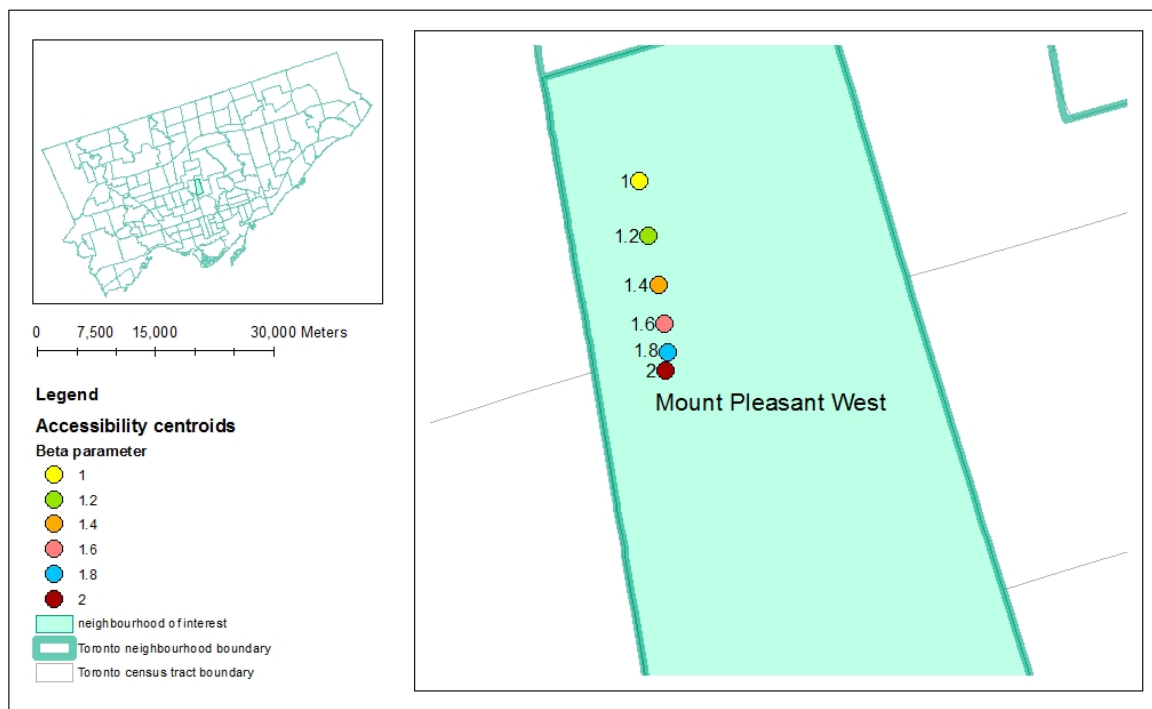 0 7,500 15,000 30,000 Meters
Legend
Accessibility centroids
Beta parameter
1
1.2
1.4
1.6
1.8
2
neighbourhood of interest
Toronto neighbourhood boundary
Toronto census tract boundary
1
1.2
1.4
1.6
1.8
2
Mount Pleasant West